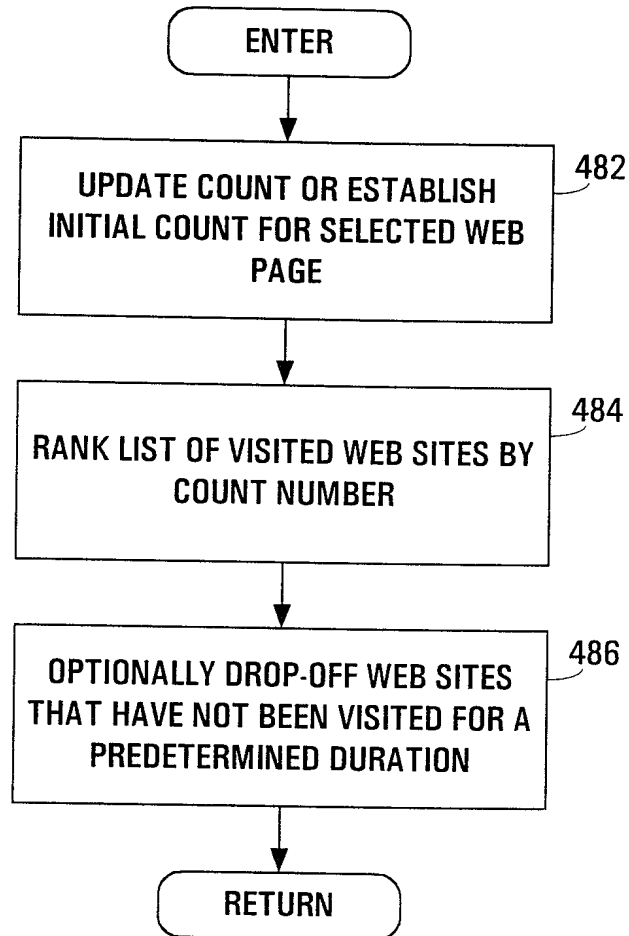 ENTER
482
UPDATE COUNT OR ESTABLISH
INITIAL COUNT FOR SELECTED WEB
PAGE
484
RANK LIST OF VISITED WEB SITES BY
COUNT NUMBER
486
OPTIONALLY DROP-OFF WEB SITES
THAT HAVE NOT BEEN VISITED FOR A
PREDETERMINED DURATION
RETURN